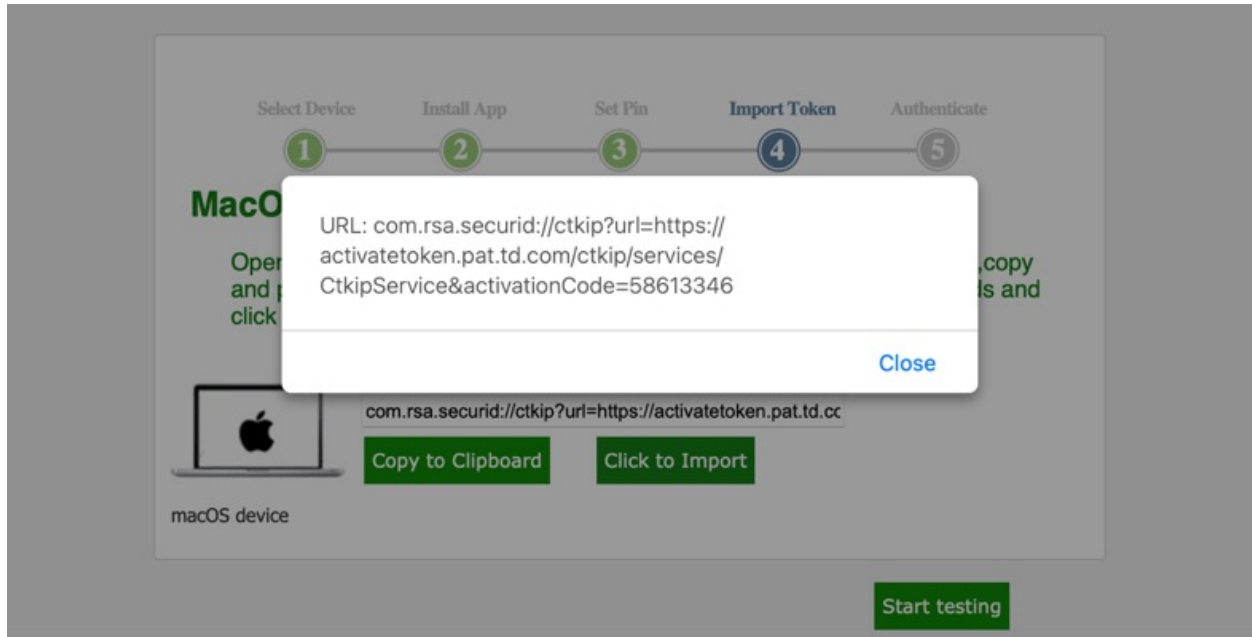 Select Device Install App Set Pin Import Token Authenticate
1 2 3 4 5
MacO
URL: com.rsa.securid://ctkip?url=https://
activatetoken.pat.td.com/ctkip/services/
CtkipService&activationCode=58613346
Close
Oper ,copy
and ds and
click
com.rsa.securid://ctkip?url=https://activatetoken.pat.td.cc
Copy to Clipboard Click to Import
macOS device
Start testing